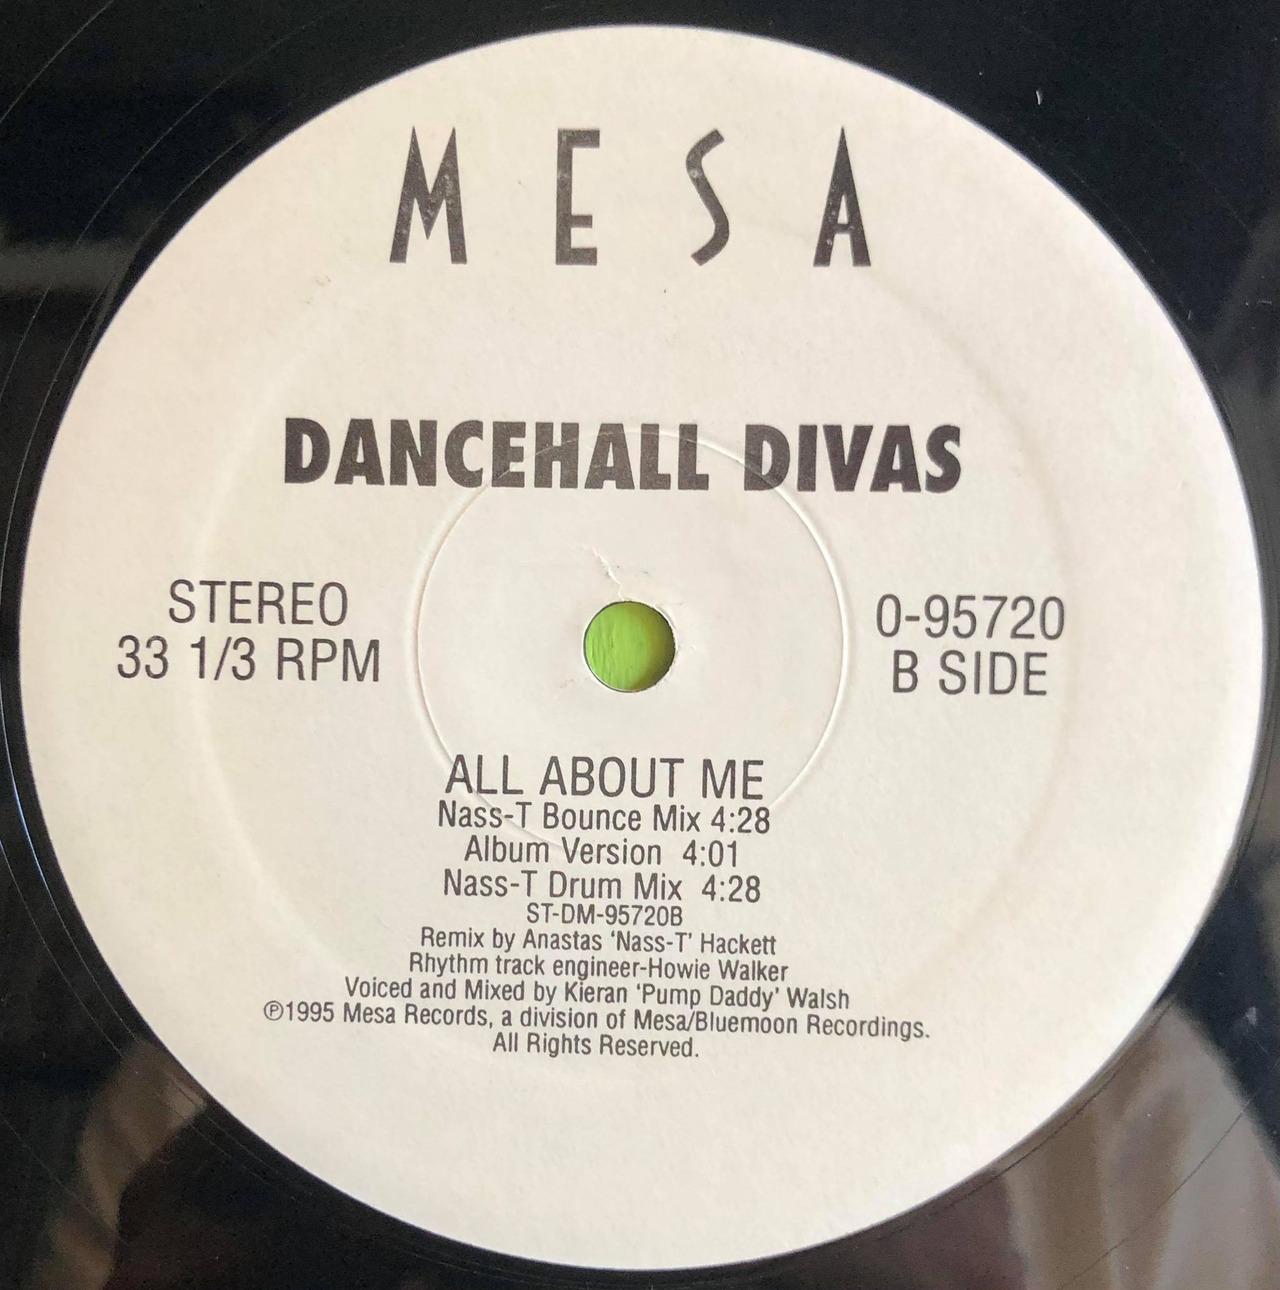 MESA
DANCEHALL DIVAS
STEREO
33 1/3 RPM
0-95720
B SIDE
ALL ABOUT ME
Nass-T Bounce Mix 4:28
Album Version 4:01
Nass-T Drum Mix 4:28
ST-DM-95720B
Remix by Anastas ‘Nass-T’ Hackett
Rhythm track engineer-Howie Walker
Voiced and Mixed by Kieran ‘Pump Daddy’ Walsh
℗1995 Mesa Records, a division of Mesa/Bluemoon Recordings.
All Rights Reserved.